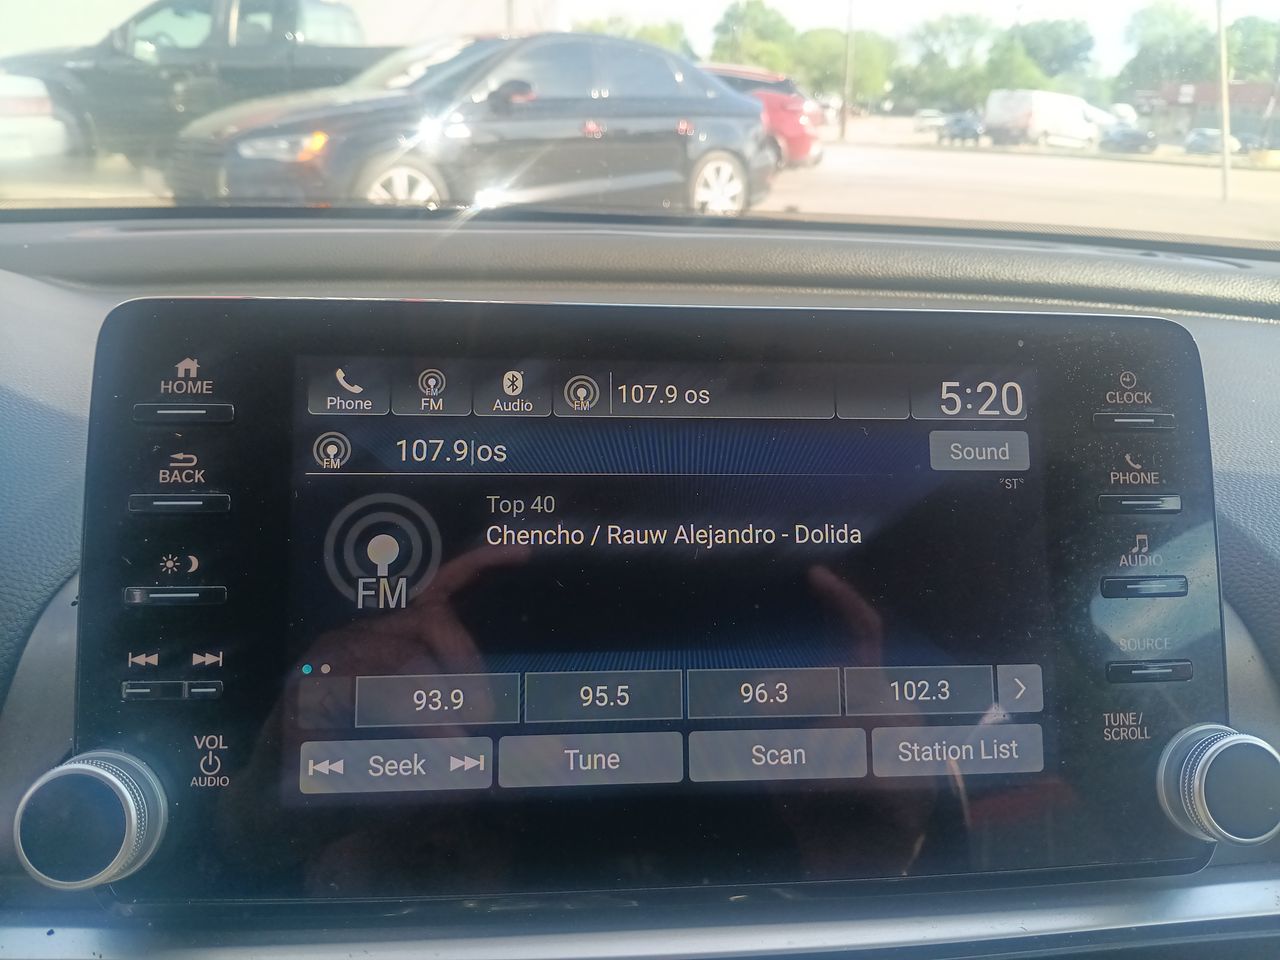 HOME
BACK
VOL
AUDIO
Phone
FM
FM
Audio
FM
107.9 os
5:20
FM
107.9|os
Sound
"ST"
Top 40
Chencho / Rauw Alejandro - Dolida
FM
93.9
95.5
96.3
102.3
Seek
Tune
Scan
Station List
CLOCK
PHONE
AUDIO
SOURCE
TUNE/
SCROLL